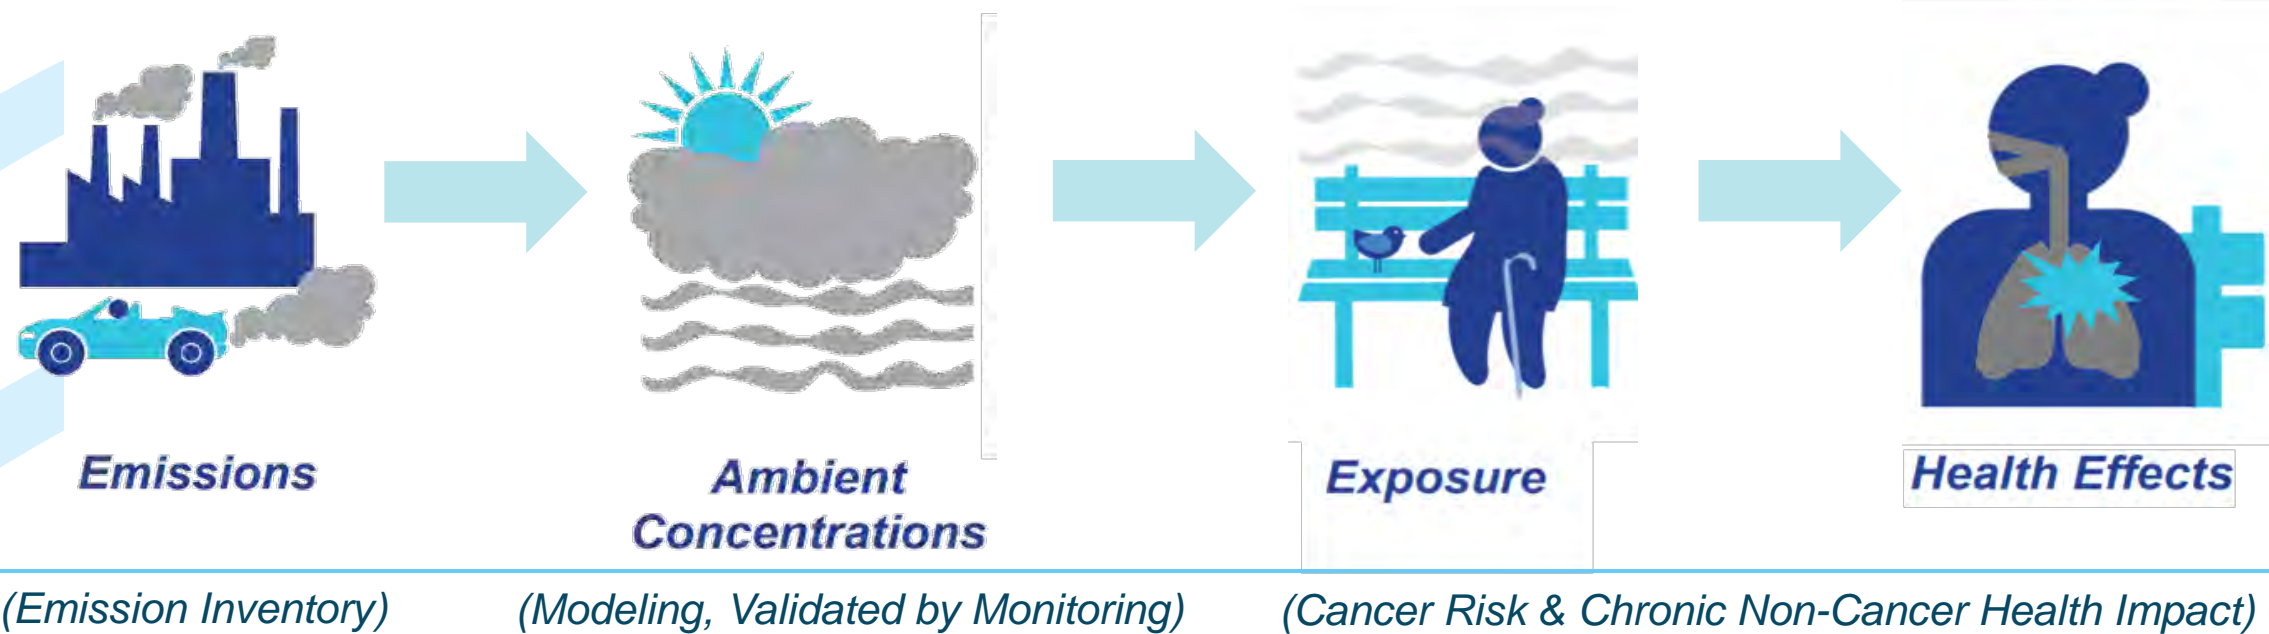 Emissions
Ambient
Concentrations
Exposure
Health Effects
(Emission Inventory)
(Modeling, Validated by Monitoring)
(Cancer Risk & Chronic Non-Cancer Health Impact)